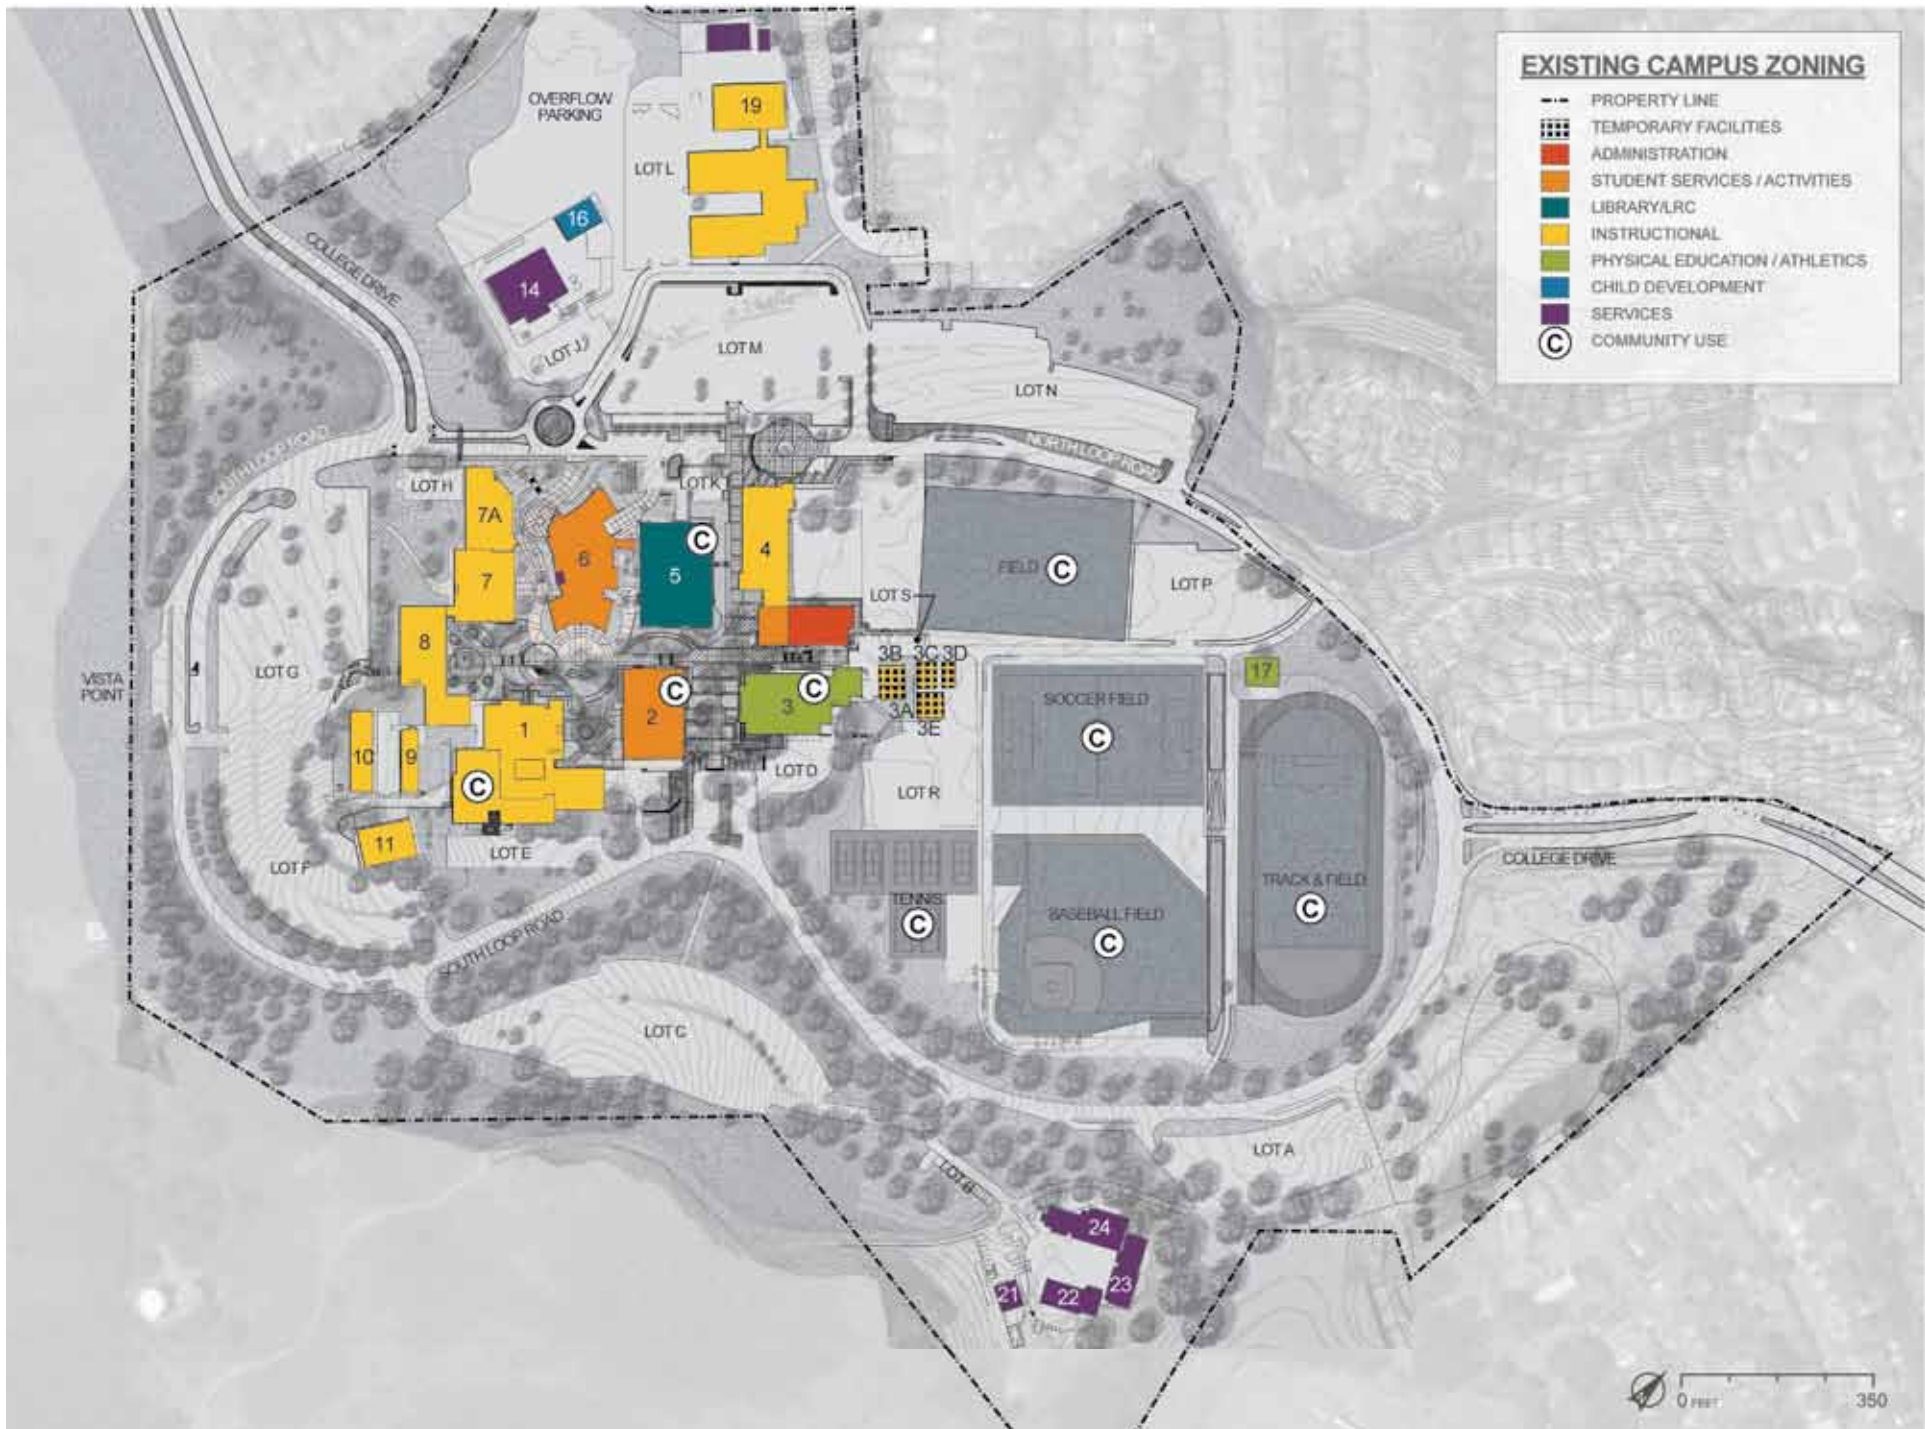 EXISTING CAMPUS ZONING
PROPERTY LINE
TEMPORARY FACILITIES
ADMINISTRATION
STUDENT SERVICES / ACTIVITIES
LIBRARY/LRC
INSTRUCTIONAL
PHYSICAL EDUCATION / ATHLETICS
CHILD DEVELOPMENT
SERVICES
C COMMUNITY USE
OVERFLOW
PARKING
19
LOT L
16
14
COLLEGE DRIVE
LOT J
LOT M
LOT N
NORTH LOOP ROAD
SOUTH LOOP ROAD
LOT H
LOT K
7A
6
C
4
7
5
FIELD C
LOT P
LOT S
8
LOT G
VISTA
POINT
3B
3C
3D
17
C
C
2
3
3A
3E
SOCCER FIELD
C
1
10
9
C
LOT D
LOT R
11
LOT E
LOT F
COLLEGE DRIVE
TRACK & FIELD
C
TENNIS
C
BASEBALL FIELD
C
SOUTH LOOP ROAD
LOT C
LOT A
LOT B
24
23
22
21
0 FEET
350